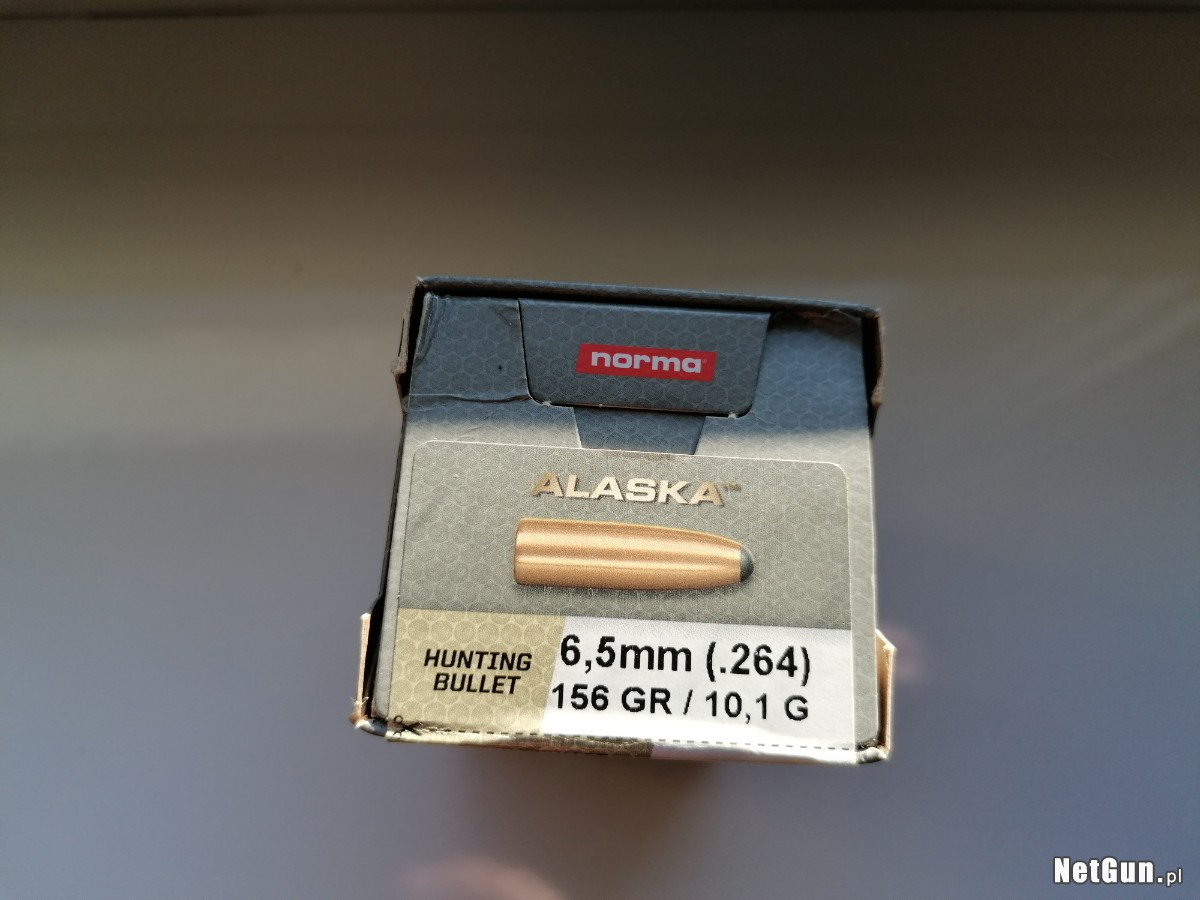 norma
ALASKA™
HUNTING
BULLET
6,5mm (.264)
156 GR / 10,1 G
NetGun.pl